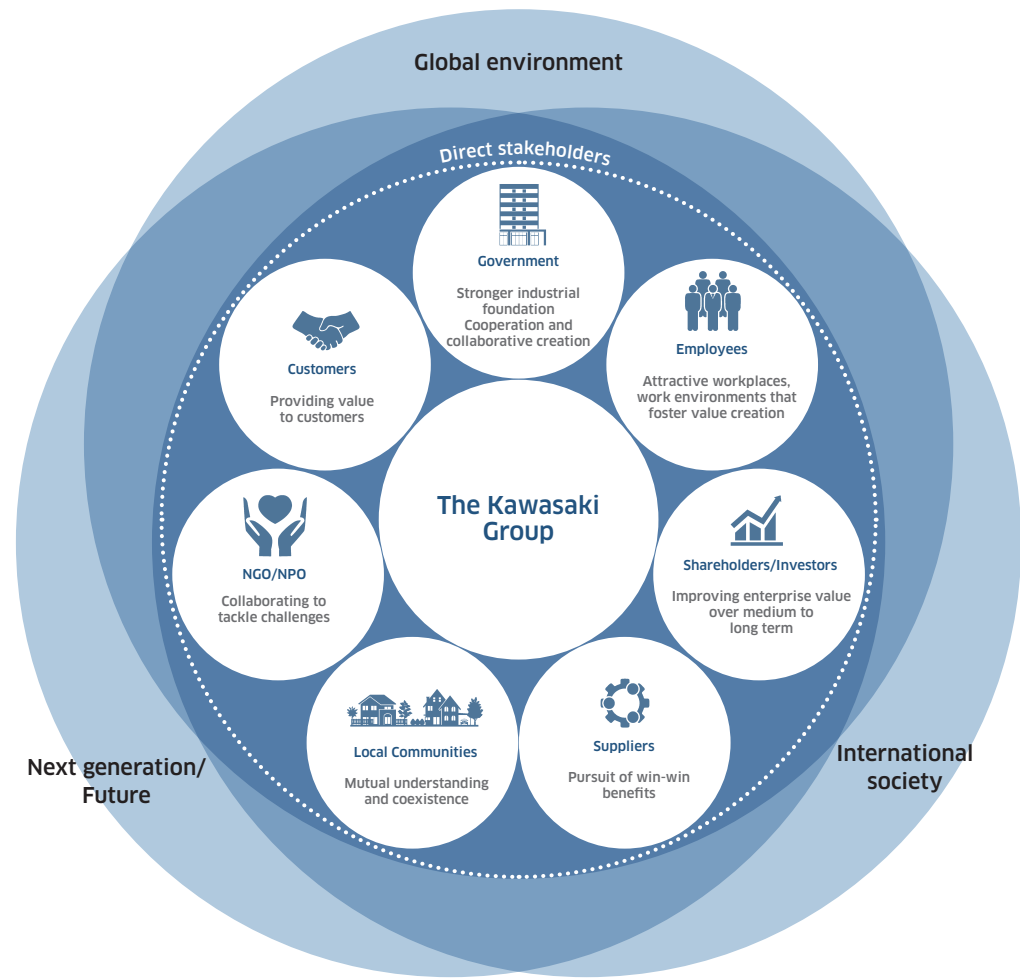 Global environment
Direct stakeholders
Government
Stronger industrial
foundation
Cooperation and
collaborative creation
Employees
Attractive workplaces,
work environments that
foster value creation
Customers
Providing value
to customers
The Kawasaki
Group
NGO/NPO
Collaborating to
tackle challenges
Shareholders/Investors
Improving enterprise value
over medium to
long term
Local Communities
Mutual understanding
and coexistence
Suppliers
Pursuit of win-win
benefits
Next generation/
Future
International
society